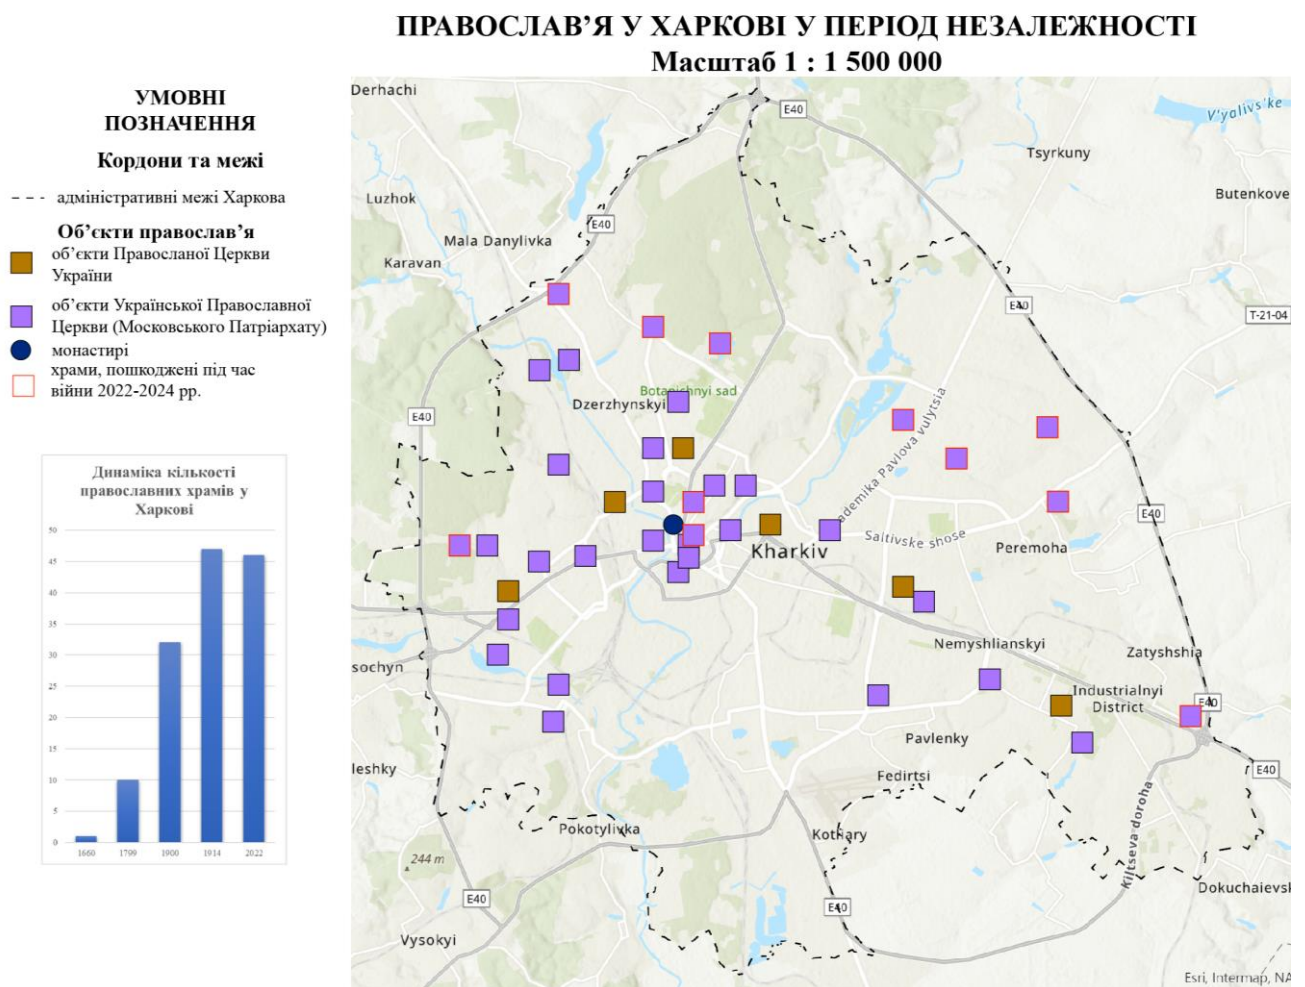 ПРАВОСЛАВ’Я У ХАРКОВІ У ПЕРІОД НЕЗАЛЕЖНОСТІ
Масштаб 1 : 1 500 000
УМОВНІ
ПОЗНАЧЕННЯ
Кордони та межі
адміністративні межі Харкова
Об’єкти православ’я
об’єкти Правосланої Церкви
України
об’єкти Української Православної
Церкви (Московського Патріархату)
монастирі
храми, пошкоджені під час
війни 2022-2024 рр.
Динаміка кількості
православних храмів у
Харкові
50
45
40
35
30
25
20
15
10
5
0
1660
1799
1900
1914
2022
Derhachi
E40
V'yalivs'ke
Tsyrkuny
Luzhok
Butenkove
E40
Mala Danylivka
Karavan
E40
T-21-04
Botanichnyi sad
Dzerzhynskyi
E40
ademika Pavlova vulytsia
E40
Saltivske shose
Kharkiv
Peremoha
Nemyshlianskyi
Zatyshshia
sochyn
Industrialnyi
District
E40
Pavlenky
leshky
Fedirtsi
E40
Pokotylivka
Kothary
Kiltseva doroha
244 m
E40
E40
Dokuchaievsk
Vysokyi
Esri, Intermap, NA